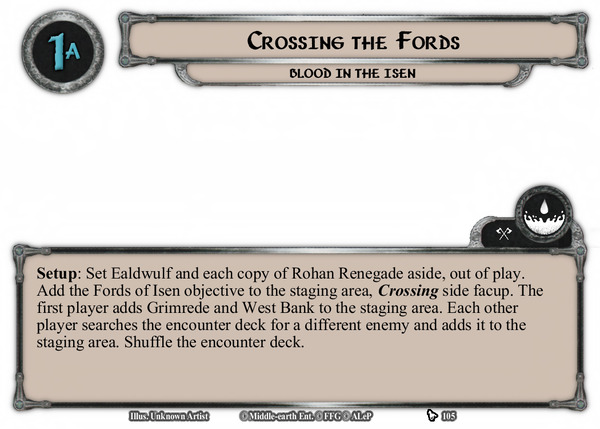 1A
Crossing the Fords
BLOOD IN THE ISEN
Setup: Set Ealdwulf and each copy of Rohan Renegade aside, out of play.
Add the Fords of Isen objective to the staging area, Crossing side facup. The
first player adds Grimrede and West Bank to the staging area. Each other
player searches the encounter deck for a different enemy and adds it to the
staging area. Shuffle the encounter deck.
Illus. Unknown Artist © Middle-earth Ent. © FFG © ALeP 105